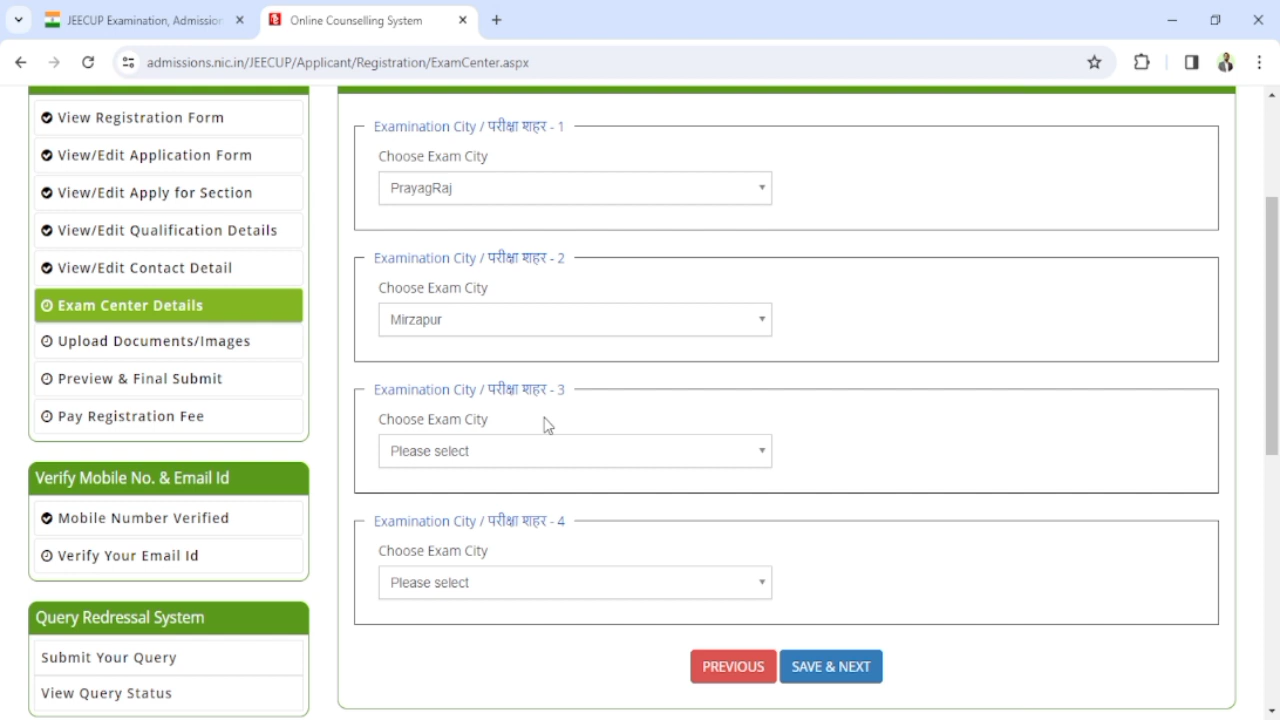 JEECUP Examination, Admission
Online Counselling System
admissions.nic.in/JEECUP/Applicant/Registration/ExamCenter.aspx
View Registration Form
View/Edit Application Form
View/Edit Apply for Section
View/Edit Qualification Details
View/Edit Contact Detail
Exam Center Details
Upload Documents/Images
Preview & Final Submit
Pay Registration Fee
Verify Mobile No. & Email Id
Mobile Number Verified
Verify Your Email Id
Query Redressal System
Submit Your Query
View Query Status
Examination City / परीक्षा शहर - 1
Choose Exam City
PrayagRaj
Examination City / परीक्षा शहर - 2
Choose Exam City
Mirzapur
Examination City / परीक्षा शहर - 3
Choose Exam City
Please select
Examination City / परीक्षा शहर - 4
Choose Exam City
Please select
PREVIOUS
SAVE & NEXT